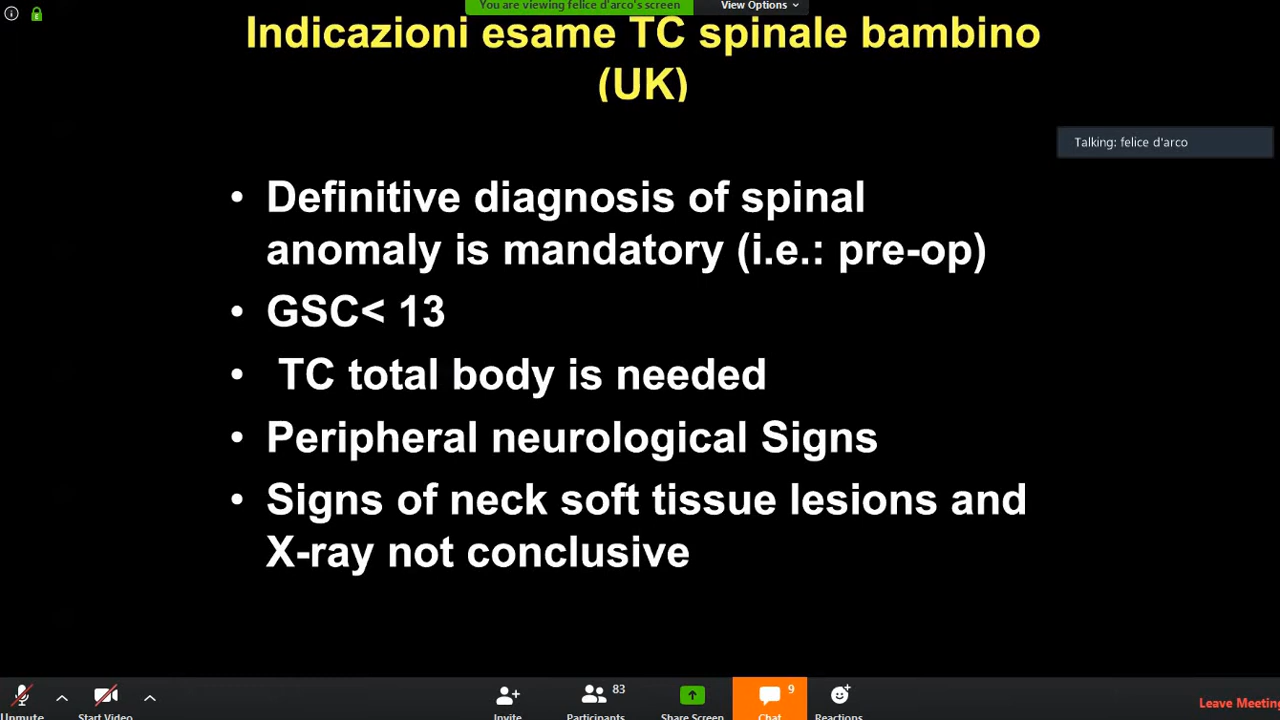 You are viewing felice d'arco's screen
View Options
Indicazioni esame TC spinale bambino
(UK)
Talking: felice d'arco
• Definitive diagnosis of spinal
anomaly is mandatory (i.e.: pre-op)
• GSC< 13
• TC total body is needed
• Peripheral neurological Signs
• Signs of neck soft tissue lesions and
X-ray not conclusive
Unmute
Start Video
Invite
83
Participants
Share Screen
9
Chat
Reactions
Leave Meeting